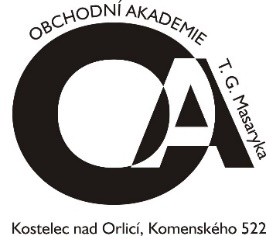 OBCHODNÍ AKADEMIE
T. G. Masaryka
OA
Kostelec nad Orlicí, Komenského 522